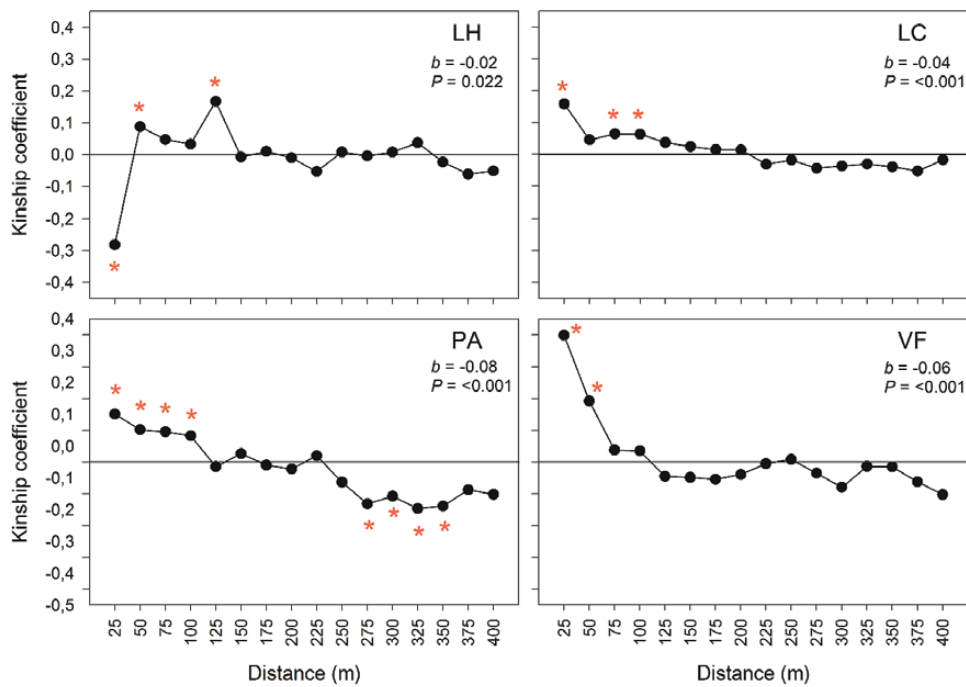 Kinship coefficient
0,4
0,3
0,2
0,1
0,0
-0,1
-0,2
-0,3
-0,4
LH
b = -0.02
P = 0.022
*
*
*
LC
b = -0.04
P = <0.001
* * *
Kinship coefficient
0,4
0,3
0,2
0,1
0,0
-0,1
-0,2
-0,3
-0,4
-0,5
PA
b = -0.08
P = <0.001
* * * *
* * * *
VF
b = -0.06
P = <0.001
*
*
25 50 75 100 125 150 175 200 225 250 275 300 325 350 375 400
Distance (m)
25 50 75 100 125 150 175 200 225 250 275 300 325 350 375 400
Distance (m)